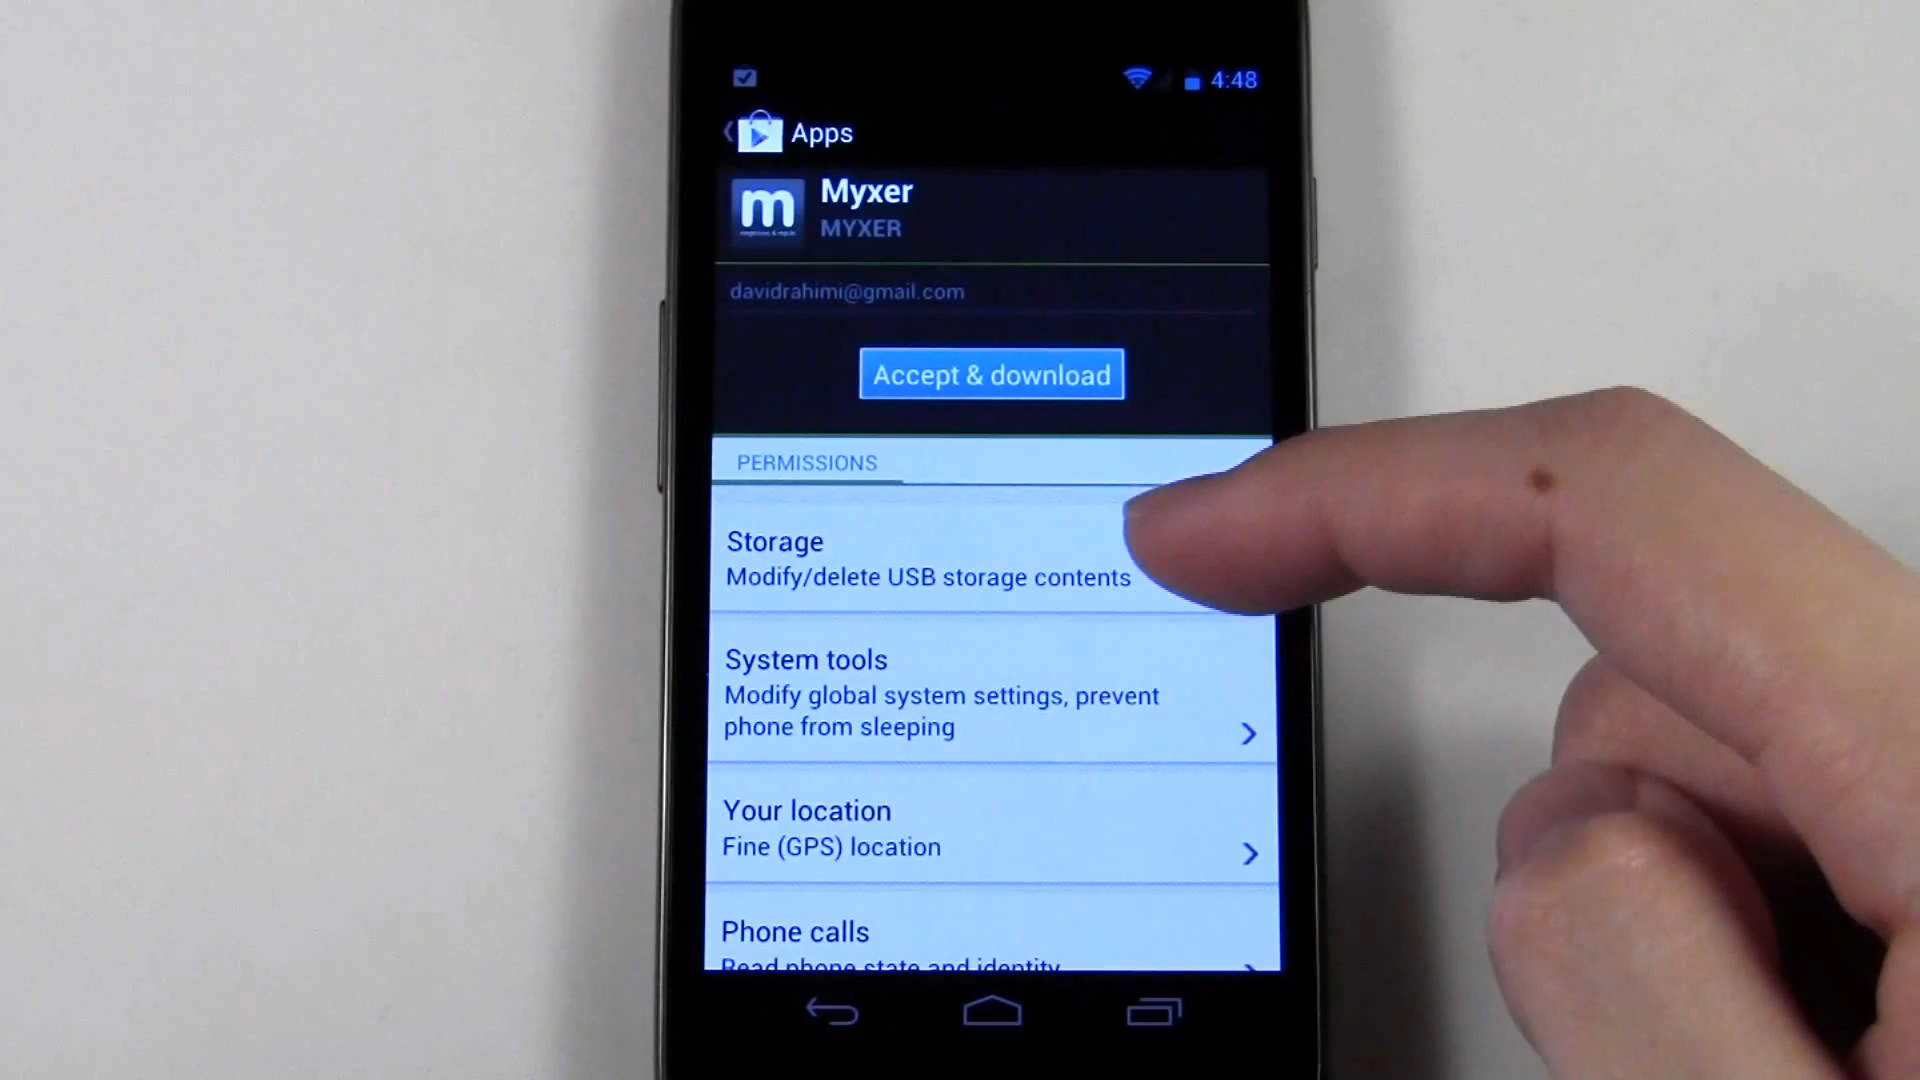 4:48
Apps
m
Myxer
MYXER
davidrahimi@gmail.com
Accept & download
PERMISSIONS
Storage
Modify/delete USB storage contents
System tools
Modify global system settings, prevent
phone from sleeping
Your location
Fine (GPS) location
Phone calls
Read phone state and identity